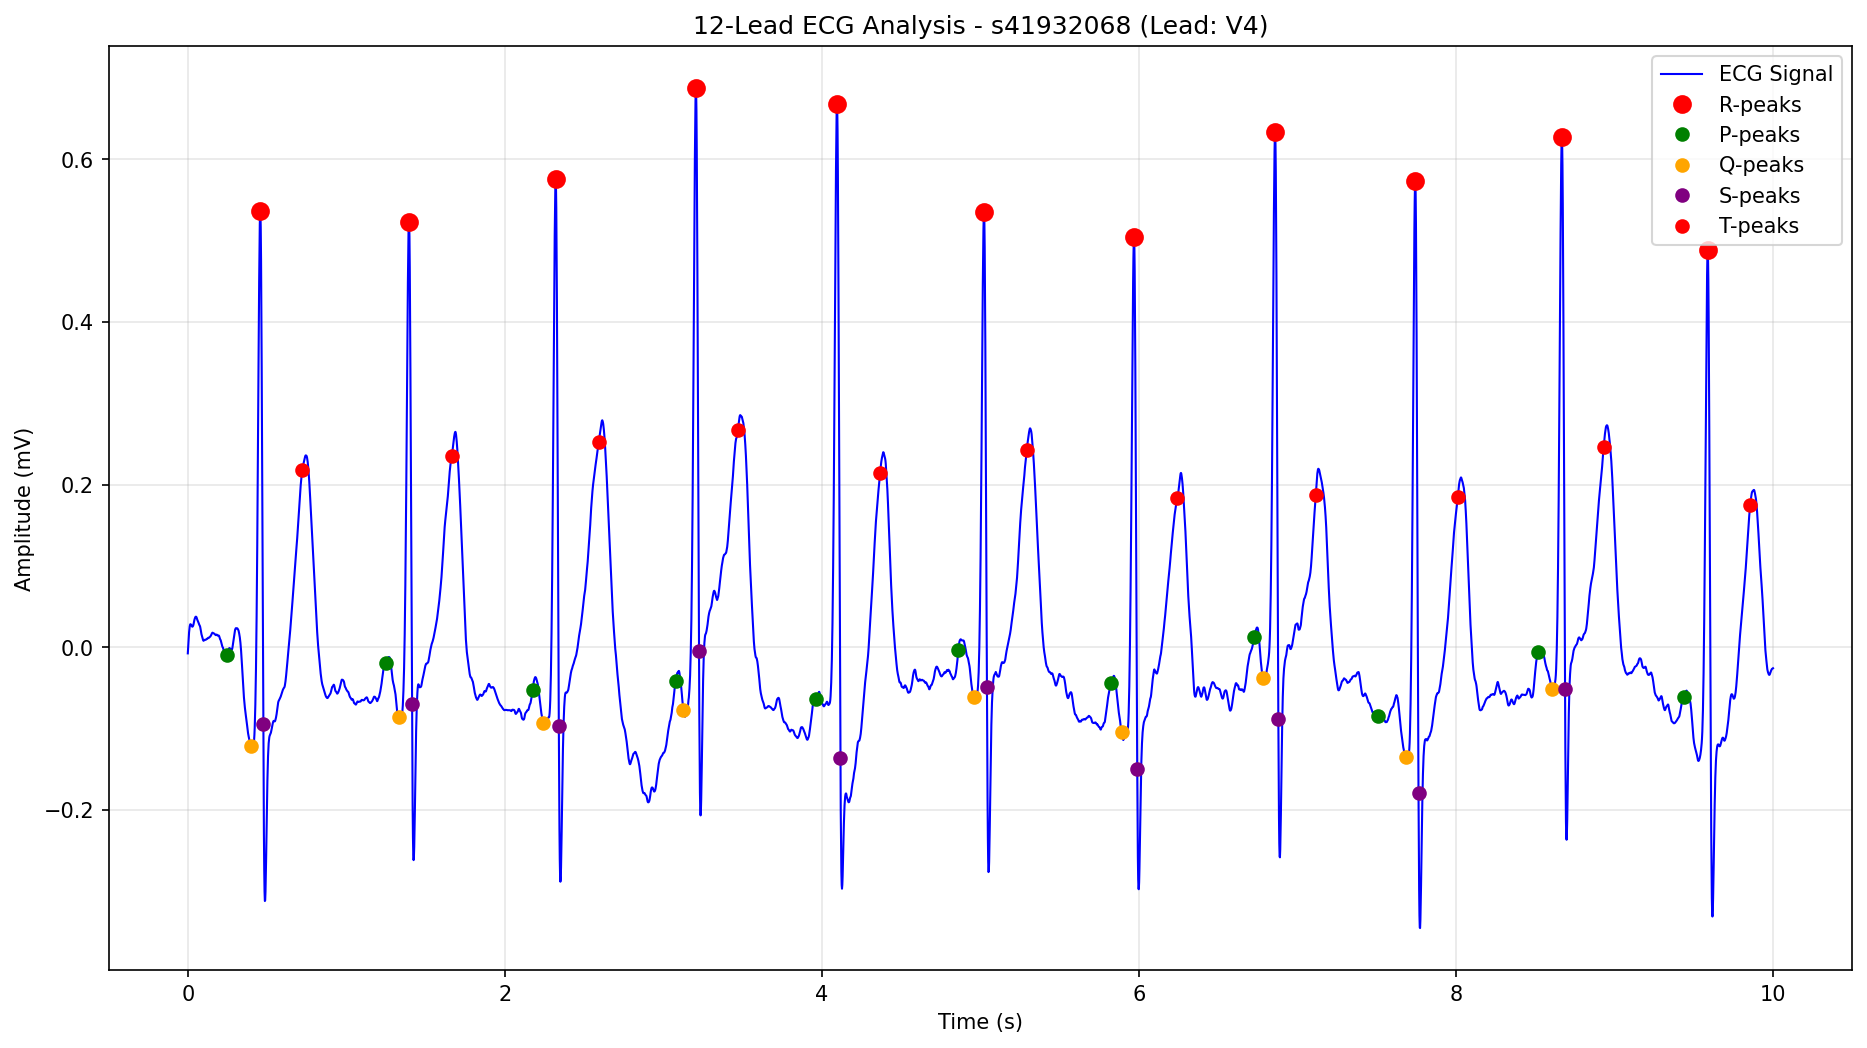 12-Lead ECG Analysis - s41932068 (Lead: V4)
ECG Signal
R-peaks
P-peaks
Q-peaks
S-peaks
T-peaks
Amplitude (mV)
0.6
0.4
0.2
0.0
−0.2
0 2 4 6 8 10
Time (s)